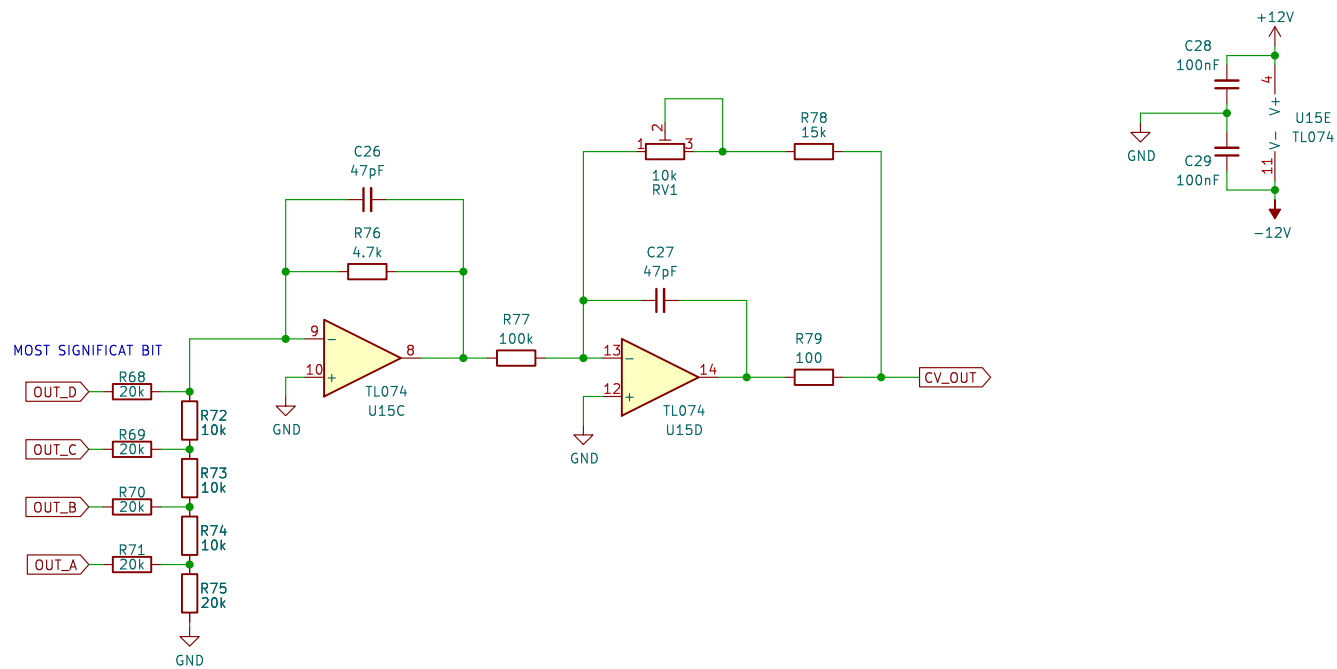 +12V
C28
100nF
4
V+
U15E
TL074
GND
V-
C29
100nF
11
-12V
2
1
3
10k
RV1
R78
15k
C26
47pF
R76
4.7k
C27
47pF
9
-
8
10
+
TL074
U15C
GND
R77
100k
13
-
14
12
+
TL074
U15D
GND
R79
100
CV_OUT
MOST SIGNIFICAT BIT
OUT_D
R68
20k
R72
10k
OUT_C
R69
20k
R73
10k
OUT_B
R70
20k
R74
10k
OUT_A
R71
20k
R75
20k
GND